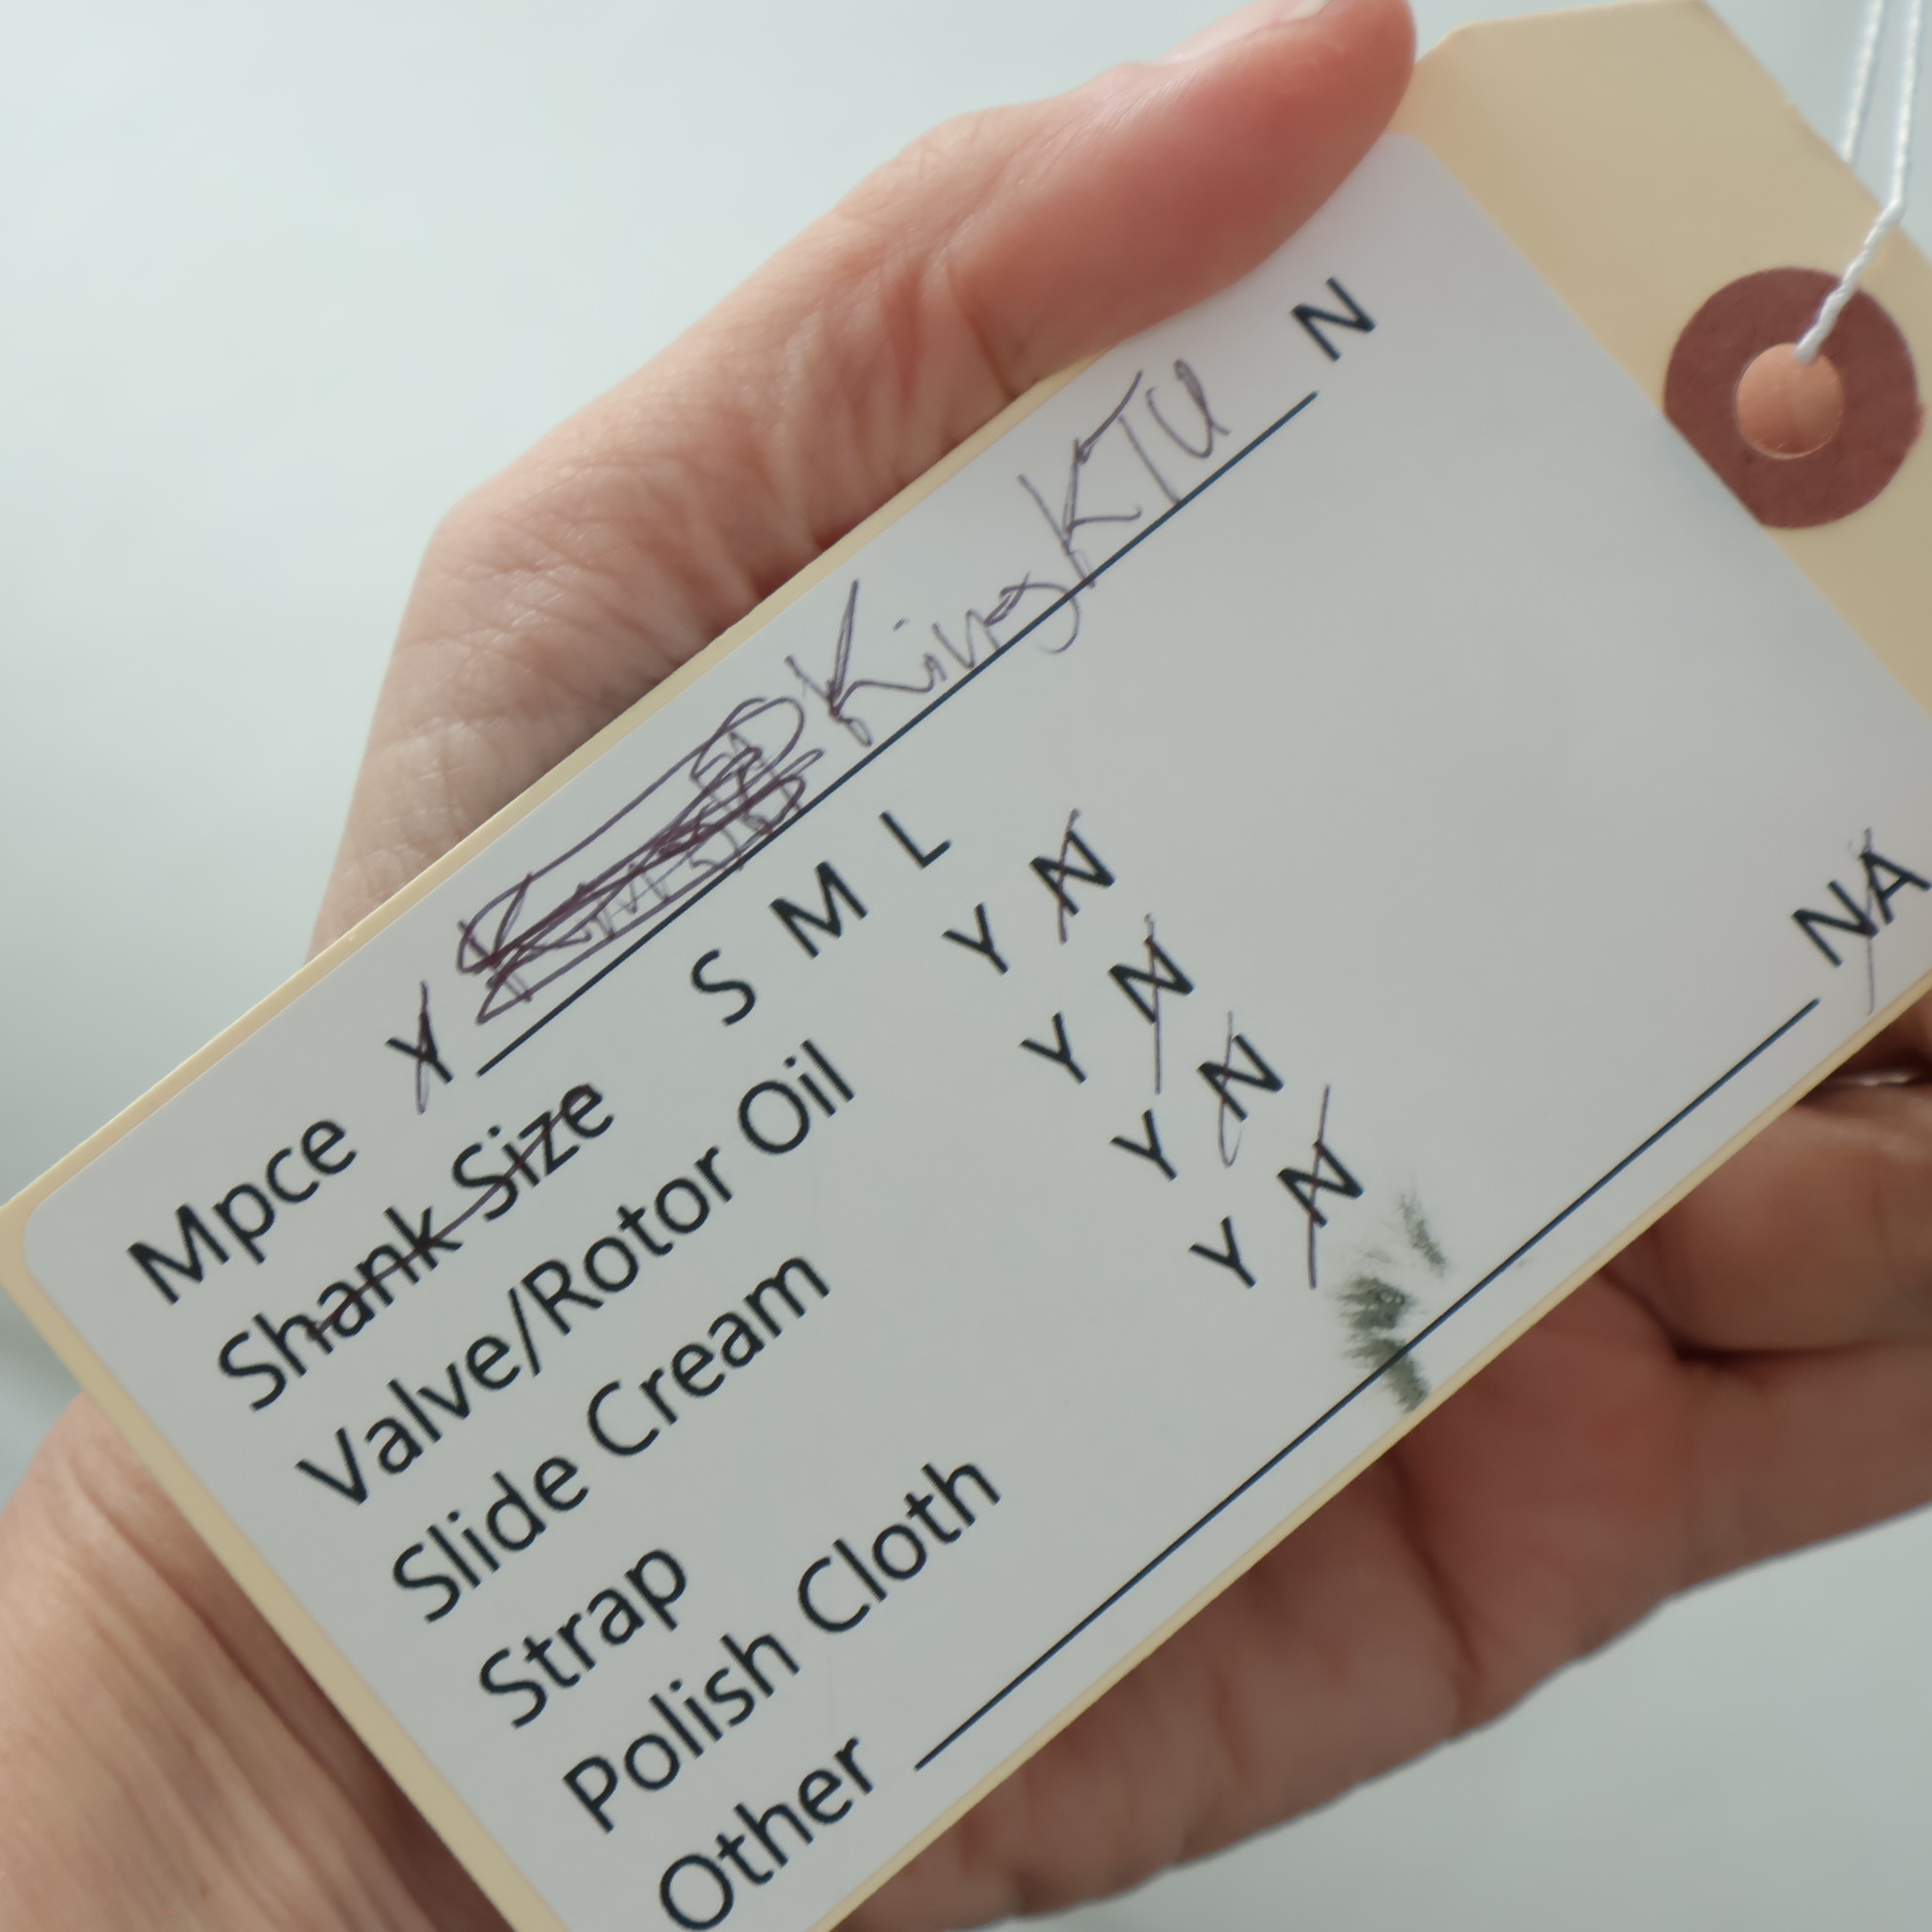 Mpce Y King KTU N
Shank Size S M L
Valve/Rotor Oil Y N
Slide Cream Y N
Strap Y N
Polish Cloth Y N
Other NA